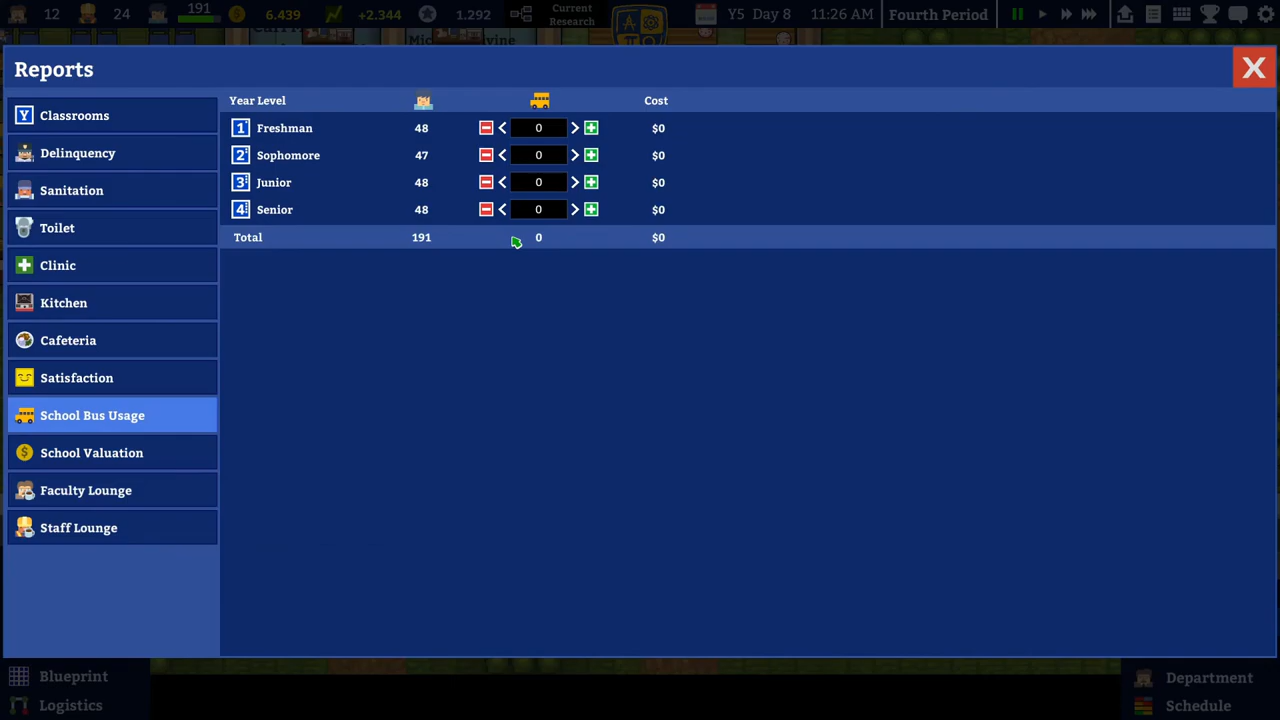 12 24 191 6.439 +2.344 1.292 Current Research Y5 Day 8 11:26 AM Fourth Period
Reports X
Year Level Cost
1 Freshman 48 0 $0
2 Sophomore 47 0 $0
3 Junior 48 0 $0
4 Senior 48 0 $0
Total 191 0 $0
Classrooms
Delinquency
Sanitation
Toilet
Clinic
Kitchen
Cafeteria
Satisfaction
School Bus Usage
School Valuation
Faculty Lounge
Staff Lounge
Blueprint
Logistics
Department
Schedule